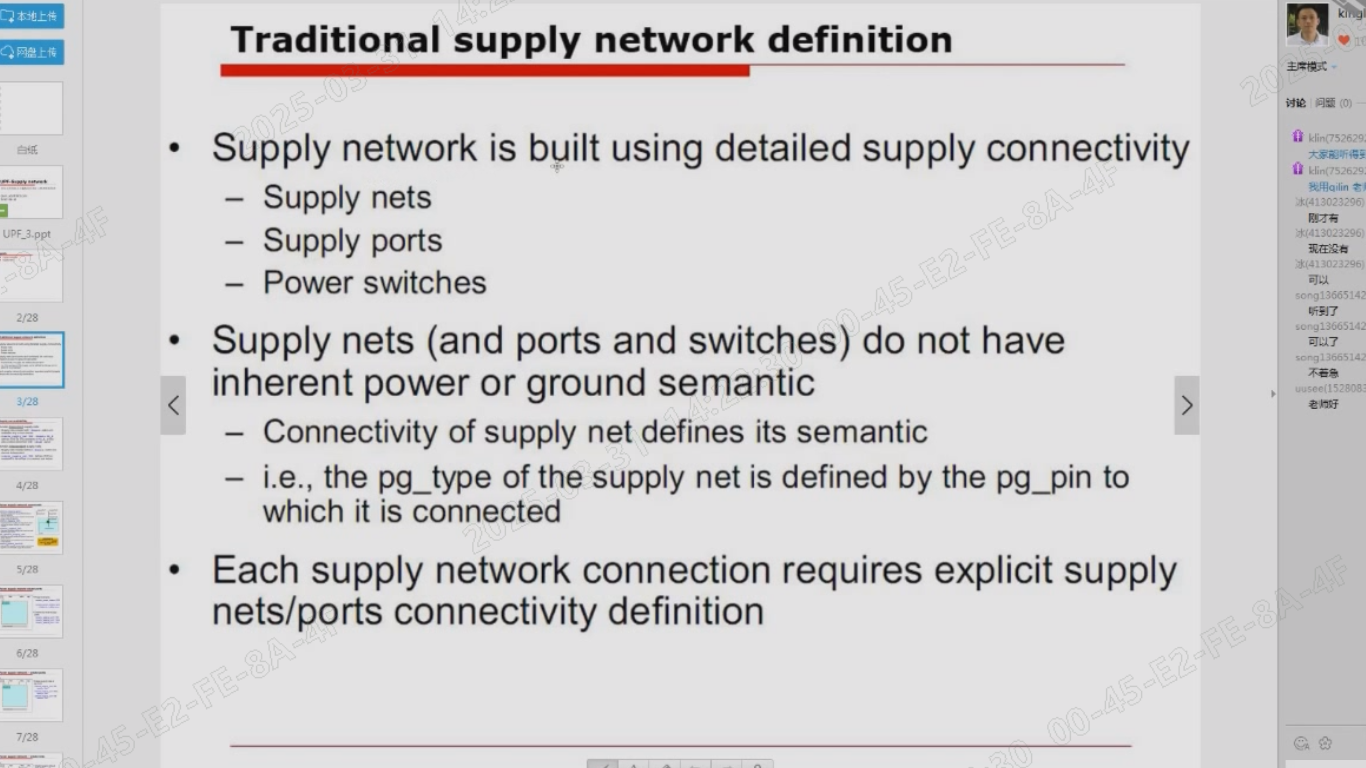 本地上传
网盘上传
白纸
UPF-Supply network
UPF_3.ppt
2/28
3/28
4/28
5/28
6/28
7/28
Traditional supply network definition
• Supply network is built using detailed supply connectivity
– Supply nets
– Supply ports
– Power switches
• Supply nets (and ports and switches) do not have
inherent power or ground semantic
– Connectivity of supply net defines its semantic
– i.e., the pg_type of the supply net is defined by the pg_pin to
which it is connected
• Each supply network connection requires explicit supply
nets/ports connectivity definition
主席模式
讨论 问题 (0)
klin(752629
大家能听得到
klin(752629
我用qilin 老
冰(413023296)
刚才有
冰(413023296)
现在没有
冰(413023296)
可以
song13665142
听到了
song13665142
可以了
song13665142
不着急
uusee(152808
老师好
00-45-E2-FE-8A-4F